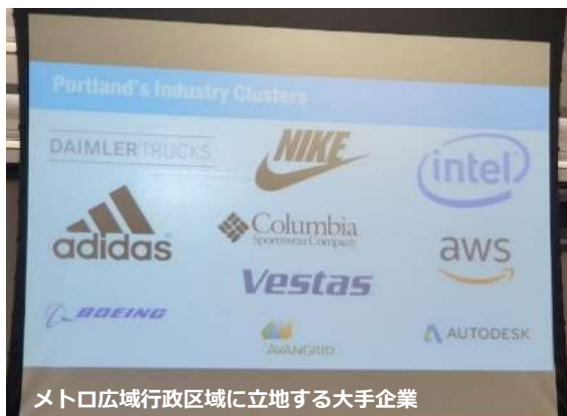 Portland's Industry Clusters
DAIMLER TRUCKS
NIKE
intel
adidas
Columbia
Sportswear Company
aws
Vestas
BOEING
AVANGRID
AUTODESK
メトロ広域行政区域に立地する大手企業